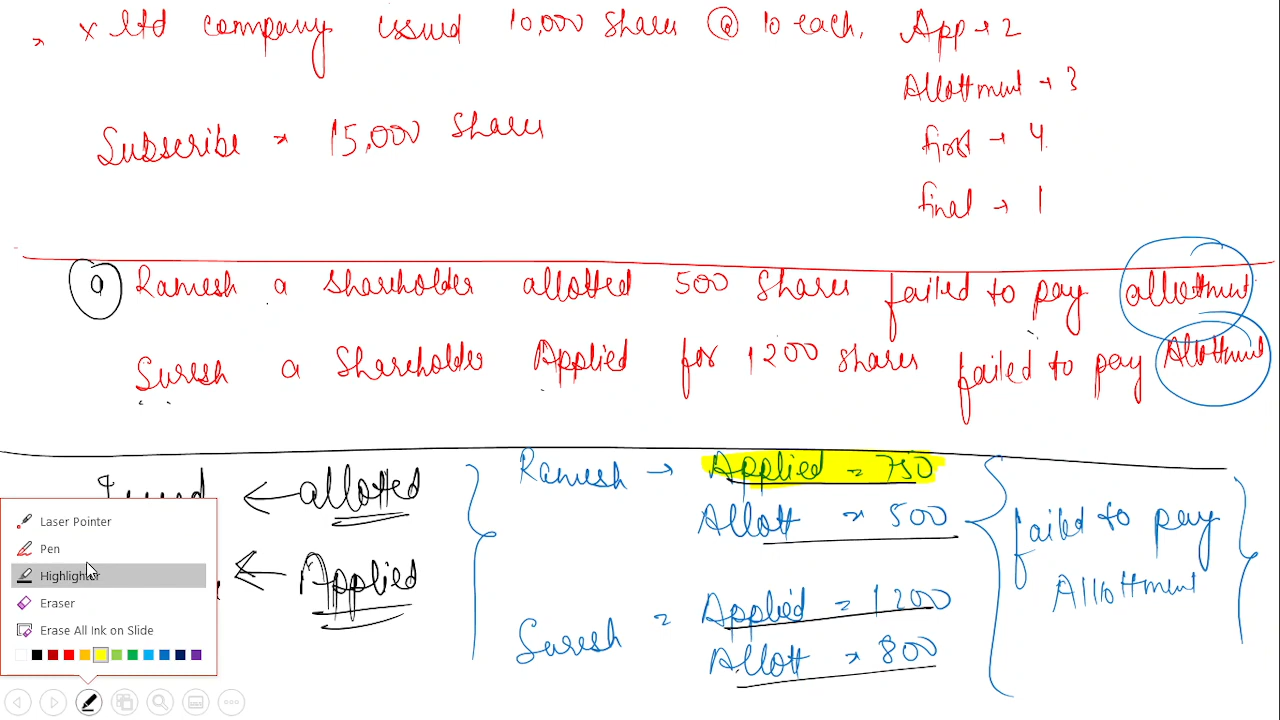 x ltd company issued 10,000 shares @ 10 each. App → 2
Allottment → 3
Subscribe → 15,000 shares
first → 4
final → 1
a Ramesh a shareholder allotted 500 shares failed to pay allottment
Suresh a Shareholder Applied for 1200 shares failed to pay Allottment
← allotted
← Applied
Ramesh → Applied = 750
Allott → 500
Suresh = Applied = 1200
Allott → 800
failed to pay
Allottment
Laser Pointer
Pen
Highlighter
Eraser
Erase All Ink on Slide